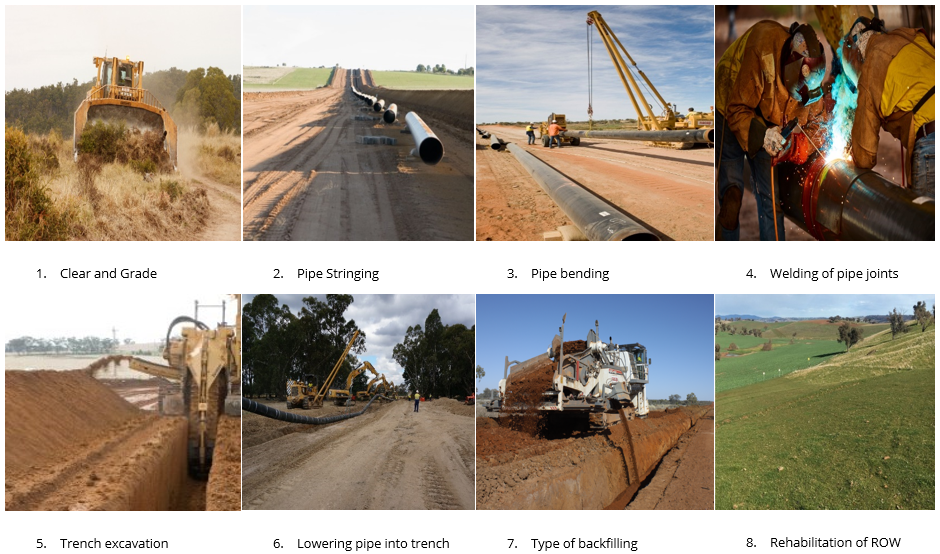 1. Clear and Grade
2. Pipe Stringing
3. Pipe bending
4. Welding of pipe joints
5. Trench excavation
6. Lowering pipe into trench
7. Type of backfilling
8. Rehabilitation of ROW